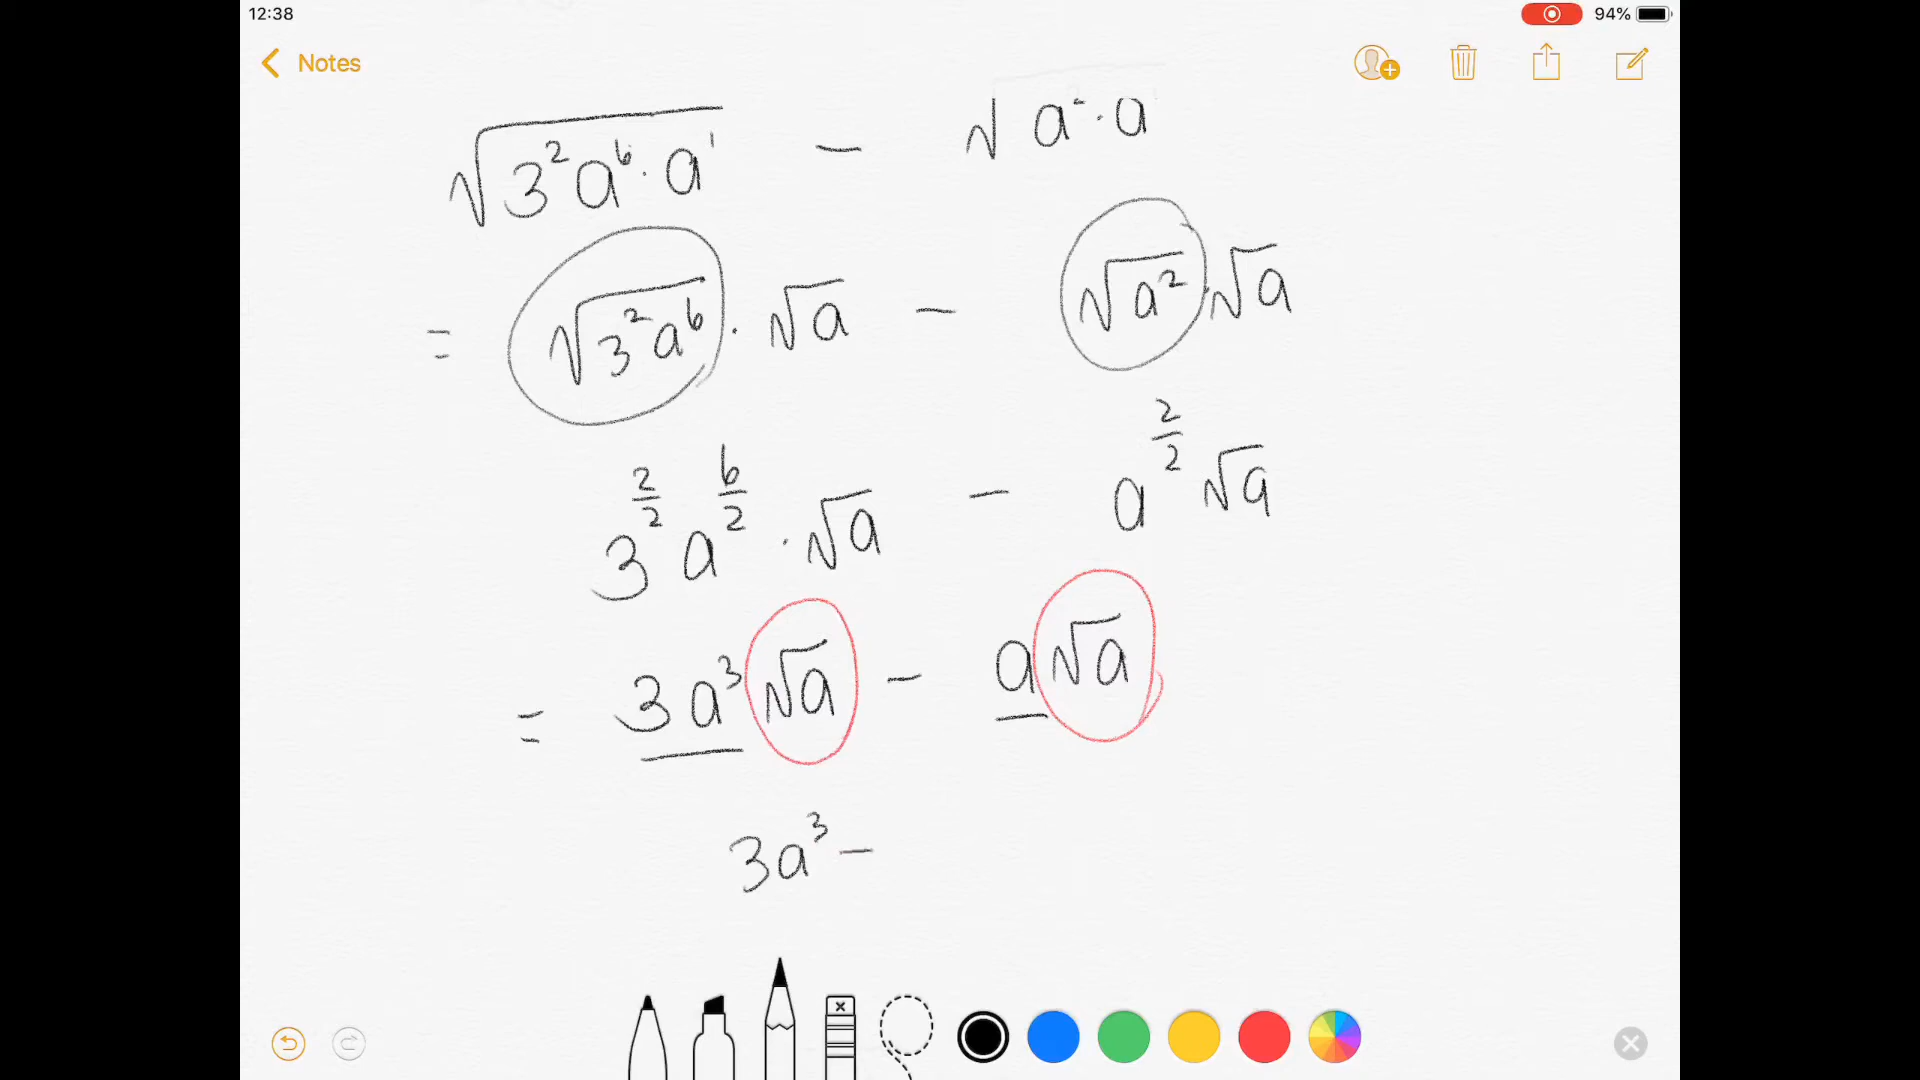 12:38 94%
Notes
√(3²a⁶·a¹) − √a²·a
= √(3²a⁶) · √a − √(a²)·√a
3^(2/2) a^(6/2) · √a − a^(2/2) √a
= 3a³√a − a√a
3a³ −